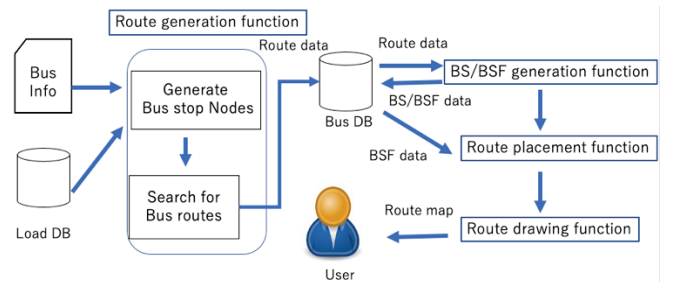 Route generation function
Bus
Info
Load DB
Generate
Bus stop Nodes
Search for
Bus routes
Route data
Bus DB
Route data
BS/BSF data
BSF data
BS/BSF generation function
Route placement function
Route drawing function
Route map
User